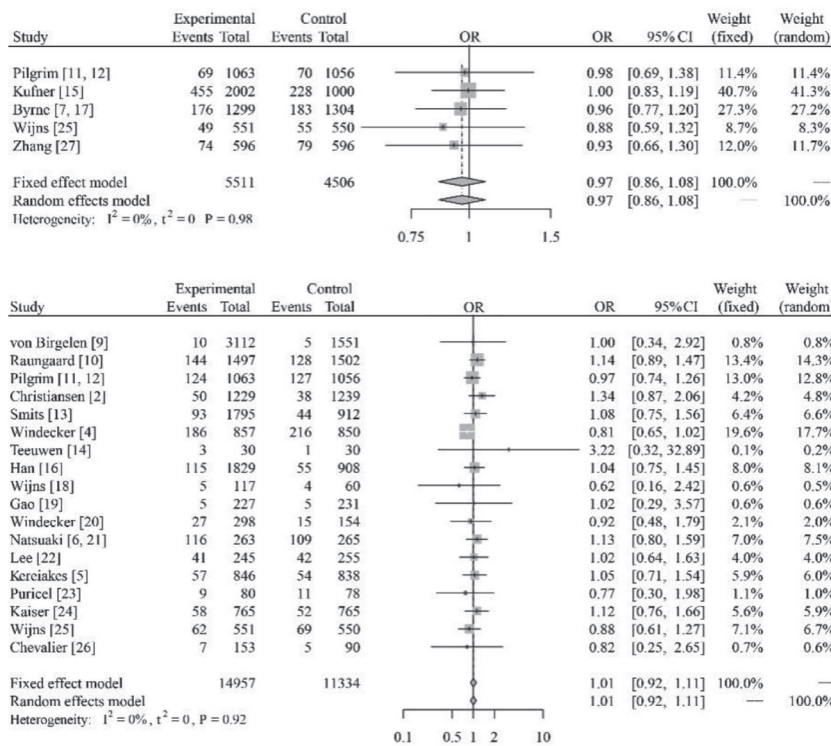 Experimental Control Weight Weight
Study Events Total Events Total OR OR 95% CI (fixed) (random)
Pilgrim [11, 12] 69 1063 70 1056 0.98 [0.69, 1.38] 11.4% 11.4%
Kufner [15] 455 2002 228 1000 1.00 [0.83, 1.19] 40.7% 41.3%
Byrne [7, 17] 176 1299 183 1304 0.96 [0.77, 1.20] 27.3% 27.2%
Wijns [25] 49 551 55 550 0.88 [0.59, 1.32] 8.7% 8.3%
Zhang [27] 74 596 79 596 0.93 [0.66, 1.30] 12.0% 11.7%
Fixed effect model 5511 4506 0.97 [0.86, 1.08] 100.0% —
Random effects model 0.97 [0.86, 1.08] — 100.0%
Heterogeneity: I² = 0%, t² = 0 P = 0.98
0.75 1 1.5
Experimental Control Weight Weight
Study Events Total Events Total OR OR 95%CI (fixed) (random)
von Birgelen [9] 10 3112 5 1551 1.00 [0.34, 2.92] 0.8% 0.8%
Raungaard [10] 144 1497 128 1502 1.14 [0.89, 1.47] 13.4% 14.3%
Pilgrim [11, 12] 124 1063 127 1056 0.97 [0.74, 1.26] 13.0% 12.8%
Christiansen [2] 50 1229 38 1239 1.34 [0.87, 2.06] 4.2% 4.8%
Smits [13] 93 1795 44 912 1.08 [0.75, 1.56] 6.4% 6.6%
Windecker [4] 186 857 216 850 0.81 [0.65, 1.02] 19.6% 17.7%
Teeuwen [14] 3 30 1 30 3.22 [0.32, 32.89] 0.1% 0.2%
Han [16] 115 1829 55 908 1.04 [0.75, 1.45] 8.0% 8.1%
Wijns [18] 5 117 4 60 0.62 [0.16, 2.42] 0.6% 0.5%
Gao [19] 5 227 5 231 1.02 [0.29, 3.57] 0.6% 0.6%
Windecker [20] 27 298 15 154 0.92 [0.48, 1.79] 2.1% 2.0%
Natsuaki [6, 21] 116 263 109 265 1.13 [0.80, 1.59] 7.0% 7.5%
Lee [22] 41 245 42 255 1.02 [0.64, 1.63] 4.0% 4.0%
Kereiakes [5] 57 846 54 838 1.05 [0.71, 1.54] 5.9% 6.0%
Puricel [23] 9 80 11 78 0.77 [0.30, 1.98] 1.1% 1.0%
Kaiser [24] 58 765 52 765 1.12 [0.76, 1.66] 5.6% 5.9%
Wijns [25] 62 551 69 550 0.88 [0.61, 1.27] 7.1% 6.7%
Chevalier [26] 7 153 5 90 0.82 [0.25, 2.65] 0.7% 0.6%
Fixed effect model 14957 11334 1.01 [0.92, 1.11] 100.0% —
Random effects model 1.01 [0.92, 1.11] — 100.0%
Heterogeneity: I² = 0%, t² = 0, P = 0.92
0.1 0.5 1 2 10